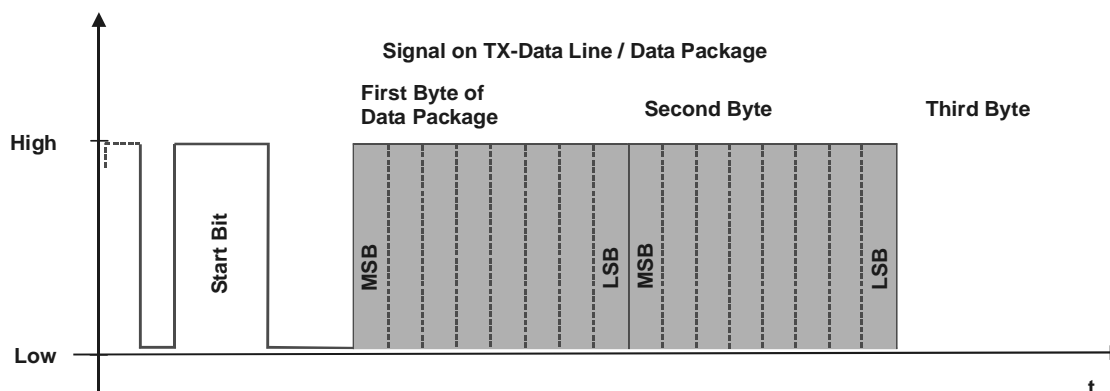 Signal on TX-Data Line / Data Package
First Byte of
Data Package
Second Byte
Third Byte
High
Start Bit
MSB
LSB
MSB
LSB
Low
t